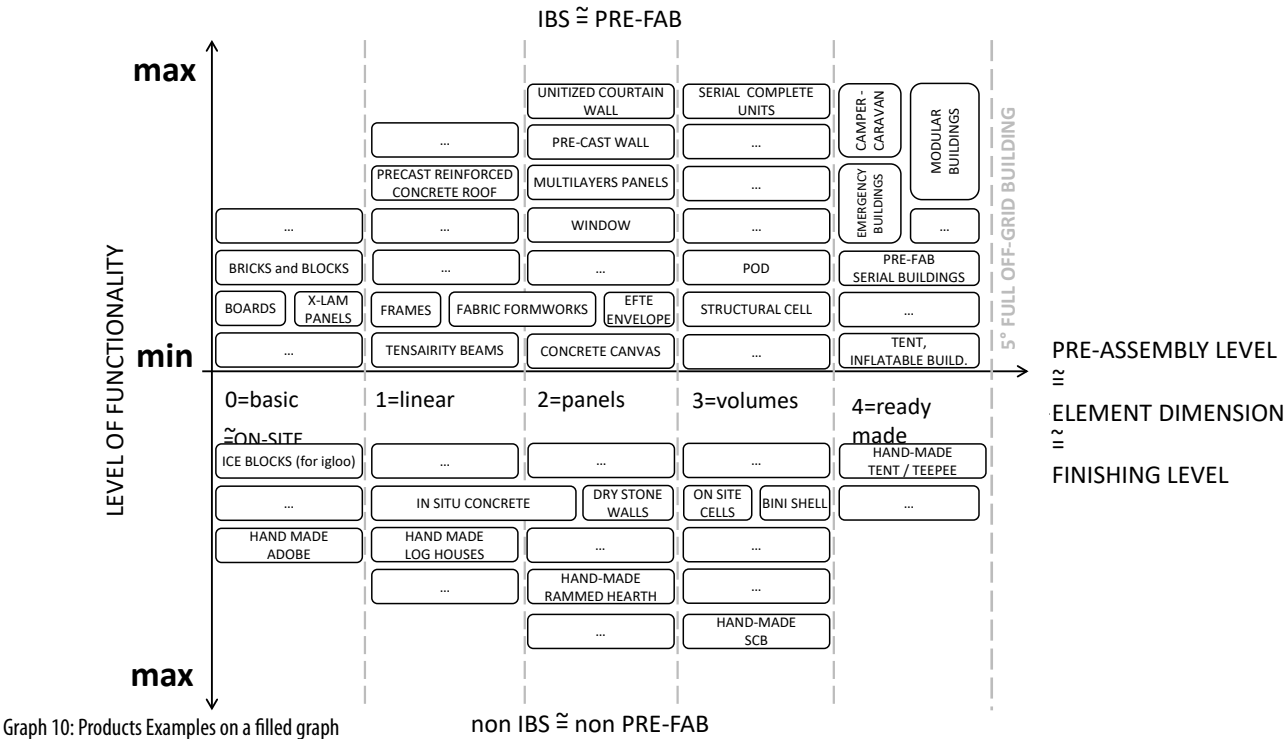 IBS ≅ PRE-FAB
max
UNITIZED COURTAIN
WALL
SERIAL COMPLETE
UNITS
CAMPER -
CARAVAN
MODULAR
BUILDINGS
...
PRE-CAST WALL
...
PRECAST REINFORCED
CONCRETE ROOF
MULTILAYERS PANELS
...
EMERGENCY
BUILDINGS
...
...
WINDOW
...
...
BRICKS and BLOCKS
...
...
POD
PRE-FAB
SERIAL BUILDINGS
BOARDS
X-LAM
PANELS
FRAMES
FABRIC FORMWORKS
EFTE
ENVELOPE
STRUCTURAL CELL
...
...
TENSAIRITY BEAMS
CONCRETE CANVAS
...
TENT,
INFLATABLE BUILD.
5° FULL OFF-GRID BUILDING
min
LEVEL OF FUNCTIONALITY
PRE-ASSEMBLY LEVEL
≅
ELEMENT DIMENSION
≅
FINISHING LEVEL
0=basic
≅ON-SITE
1=linear
2=panels
3=volumes
4=ready
made
ICE BLOCKS (for igloo)
...
...
...
HAND-MADE
TENT / TEEPEE
...
IN SITU CONCRETE
DRY STONE
WALLS
ON SITE
CELLS
BINI SHELL
...
HAND MADE
ADOBE
HAND MADE
LOG HOUSES
...
...
...
HAND-MADE
RAMMED HEARTH
...
...
HAND-MADE
SCB
max
Graph 10: Products Examples on a filled graph
non IBS ≅ non PRE-FAB